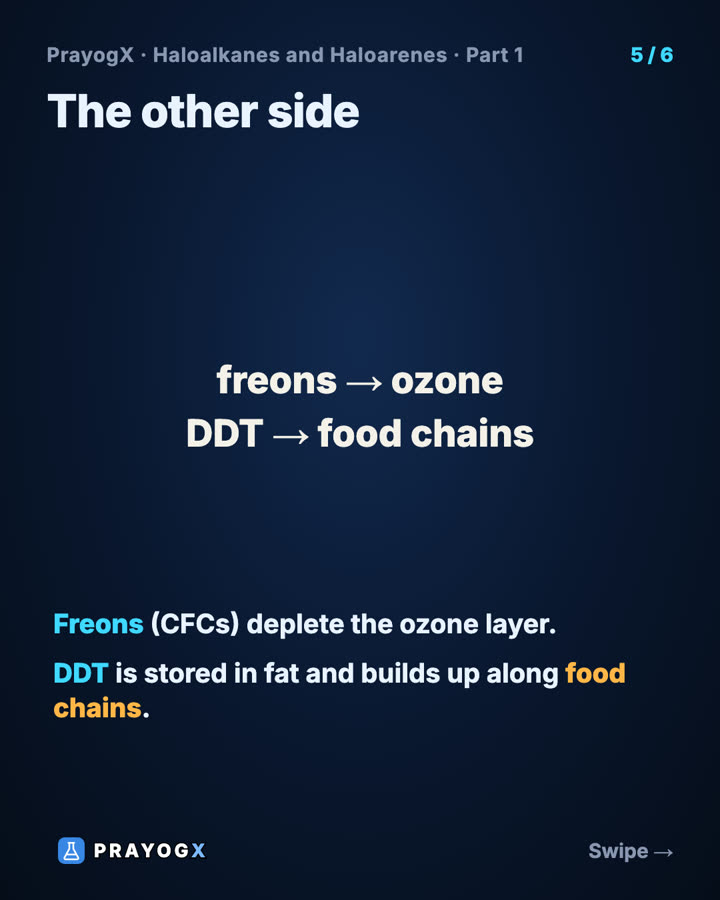 PrayogX · Haloalkanes and Haloarenes · Part 1 5 / 6
The other side
freons → ozone
DDT → food chains
Freons (CFCs) deplete the ozone layer.
DDT is stored in fat and builds up along food
chains.
PRAYOGX Swipe →